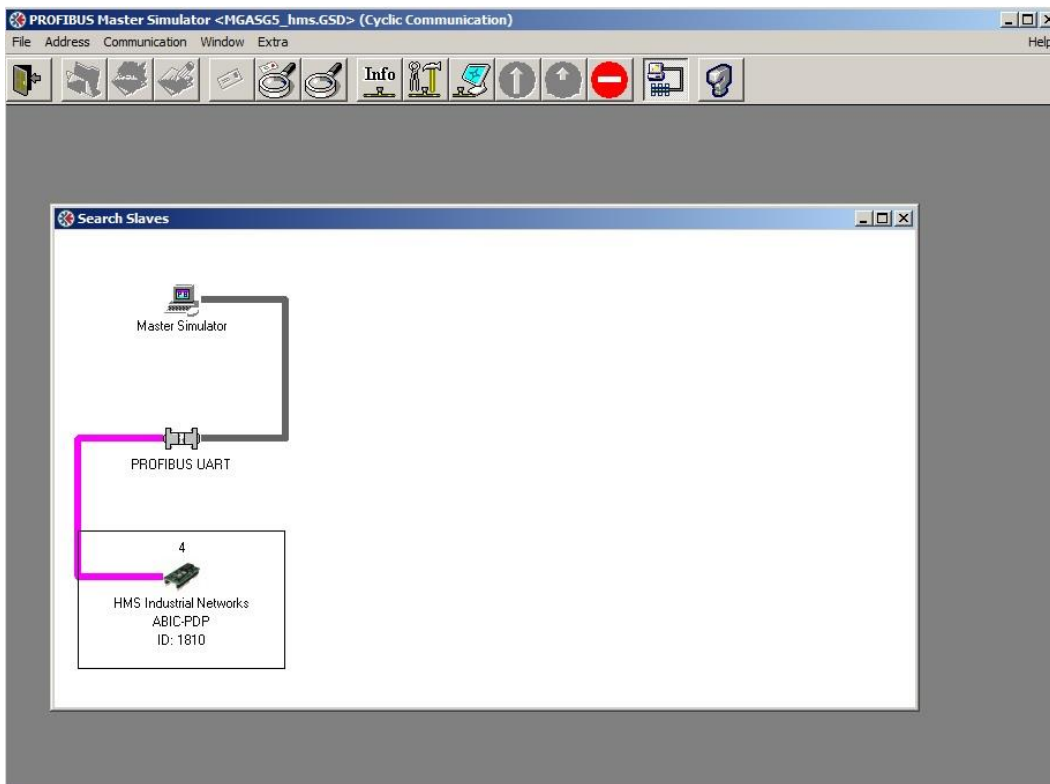 PROFIBUS Master Simulator <MGASG5_hms.GSD> (Cyclic Communication)
File Address Communication Window Extra Help
Info
Search Slaves
Master Simulator
PROFIBUS UART
4
HMS Industrial Networks
ABIC-PDP
ID: 1810